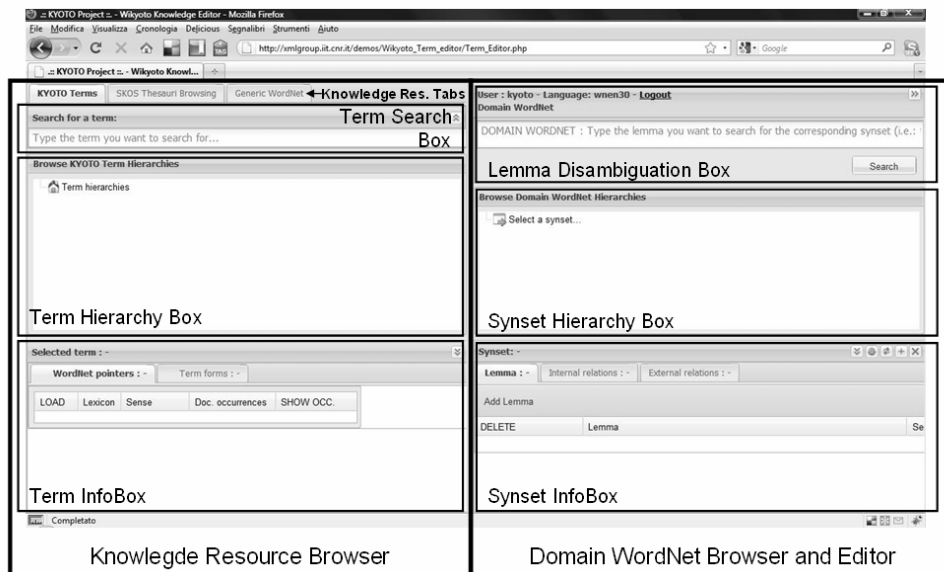 .:: KYOTO Project ::. - Wikyoto Knowledge Editor - Mozilla Firefox
File Modifica Visualizza Cronologia Delicious Segnalibri Strumenti Aiuto
http://xmlgroup.iit.cnr.it/demos/Wikyoto_Term_editor/Term_Editor.php
Google
.:: KYOTO Project ::. - Wikyoto Knowl...
KYOTO Terms SKOS Thesauri Browsing Generic WordNet Knowledge Res. Tabs
Search for a term:
Term Search
Type the term you want to search for...
Box
Browse KYOTO Term Hierarchies
Term hierarchies
Term Hierarchy Box
Selected term : -
WordNet pointers : - Term forms : -
LOAD Lexicon Sense Doc. occurrences SHOW OCC.
Term InfoBox
Completato
Knowlegde Resource Browser
User : kyoto - Language: wnen30 - Logout
Domain WordNet
DOMAIN WORDNET : Type the lemma you want to search for the corresponding synset (i.e.:
Lemma Disambiguation Box
Search
Browse Domain WordNet Hierarchies
Select a synset...
Synset Hierarchy Box
Synset: -
Lemma : - Internal relations : - External relations : -
Add Lemma
DELETE Lemma Se
Synset InfoBox
Domain WordNet Browser and Editor